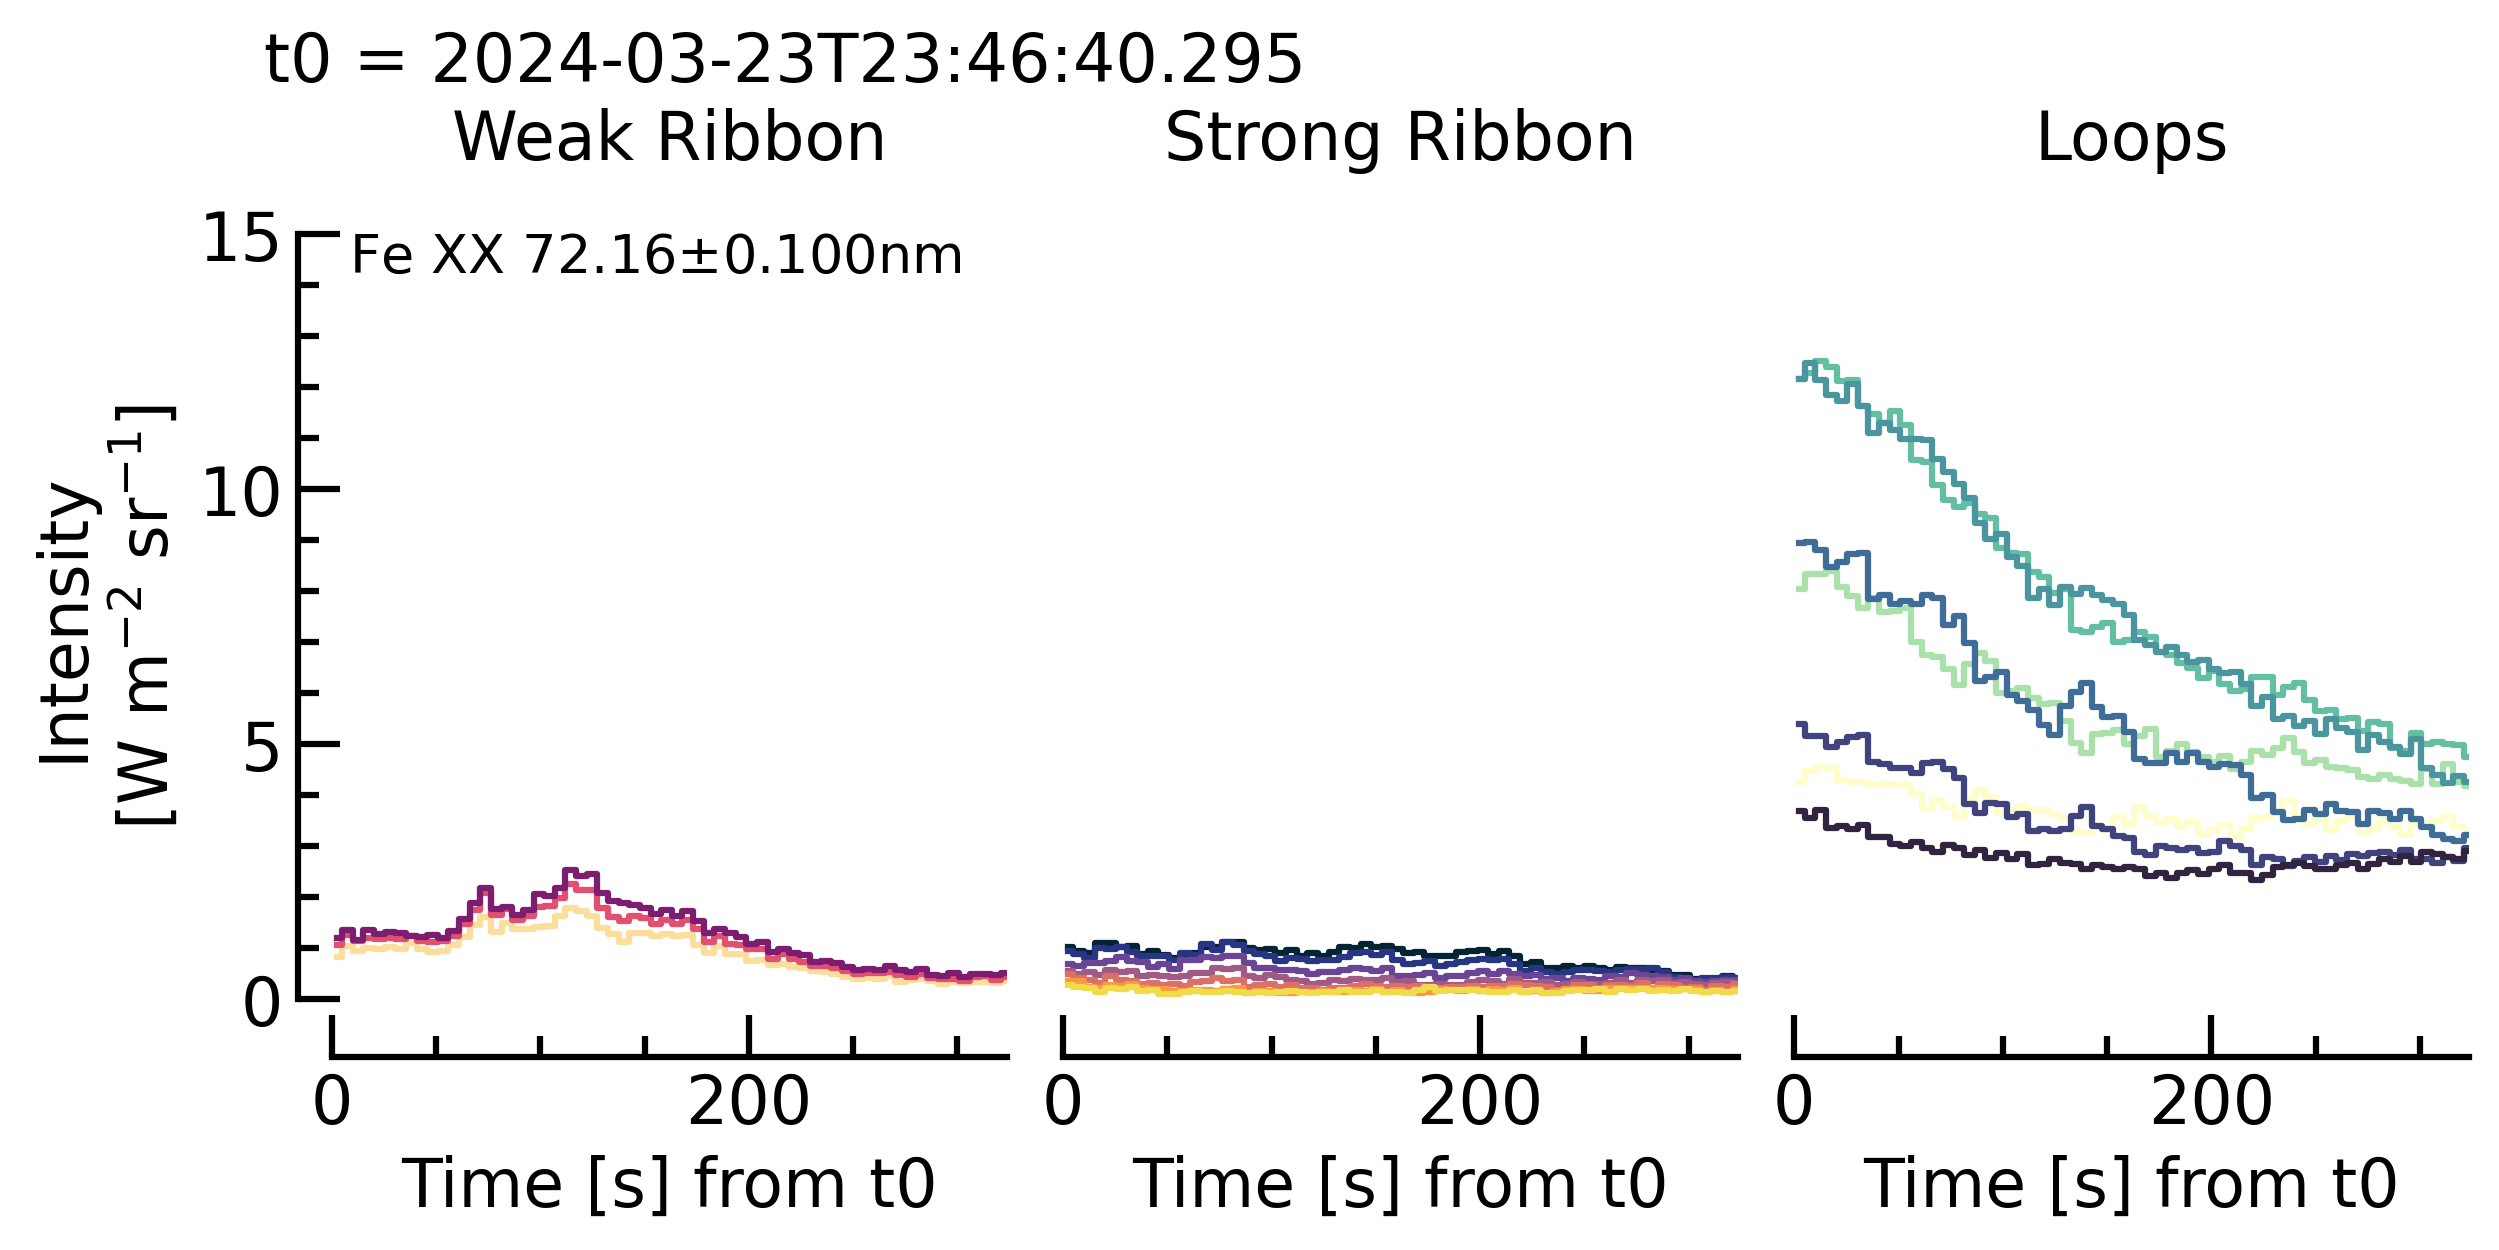 t0 = 2024-03-23T23:46:40.295
Weak Ribbon
Strong Ribbon
Loops
Fe XX 72.16±0.100nm
Intensity
[W m⁻² sr⁻¹]
15
10
5
0
0 200
0 200
0 200
Time [s] from t0
Time [s] from t0
Time [s] from t0